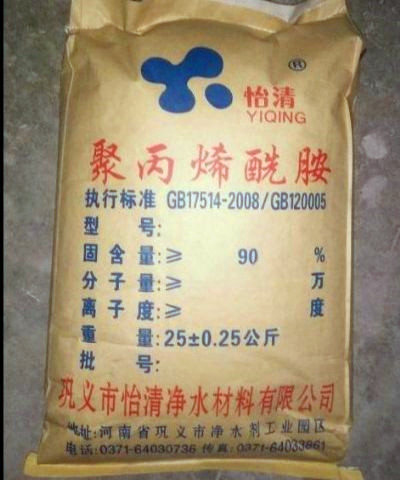 ®
怡清
YIQING
聚丙烯酰胺
执行标准 GB17514-2008/GB120005
型 号:
固含量:≥ 90 %
分子量:≥ 万
离子度:≥ 度
重 量:25±0.25公斤
批 号:
巩义市怡清净水材料有限公司
地址:河南省巩义市净水剂工业园区
电话:0371-64030736 传真:0371-64033861